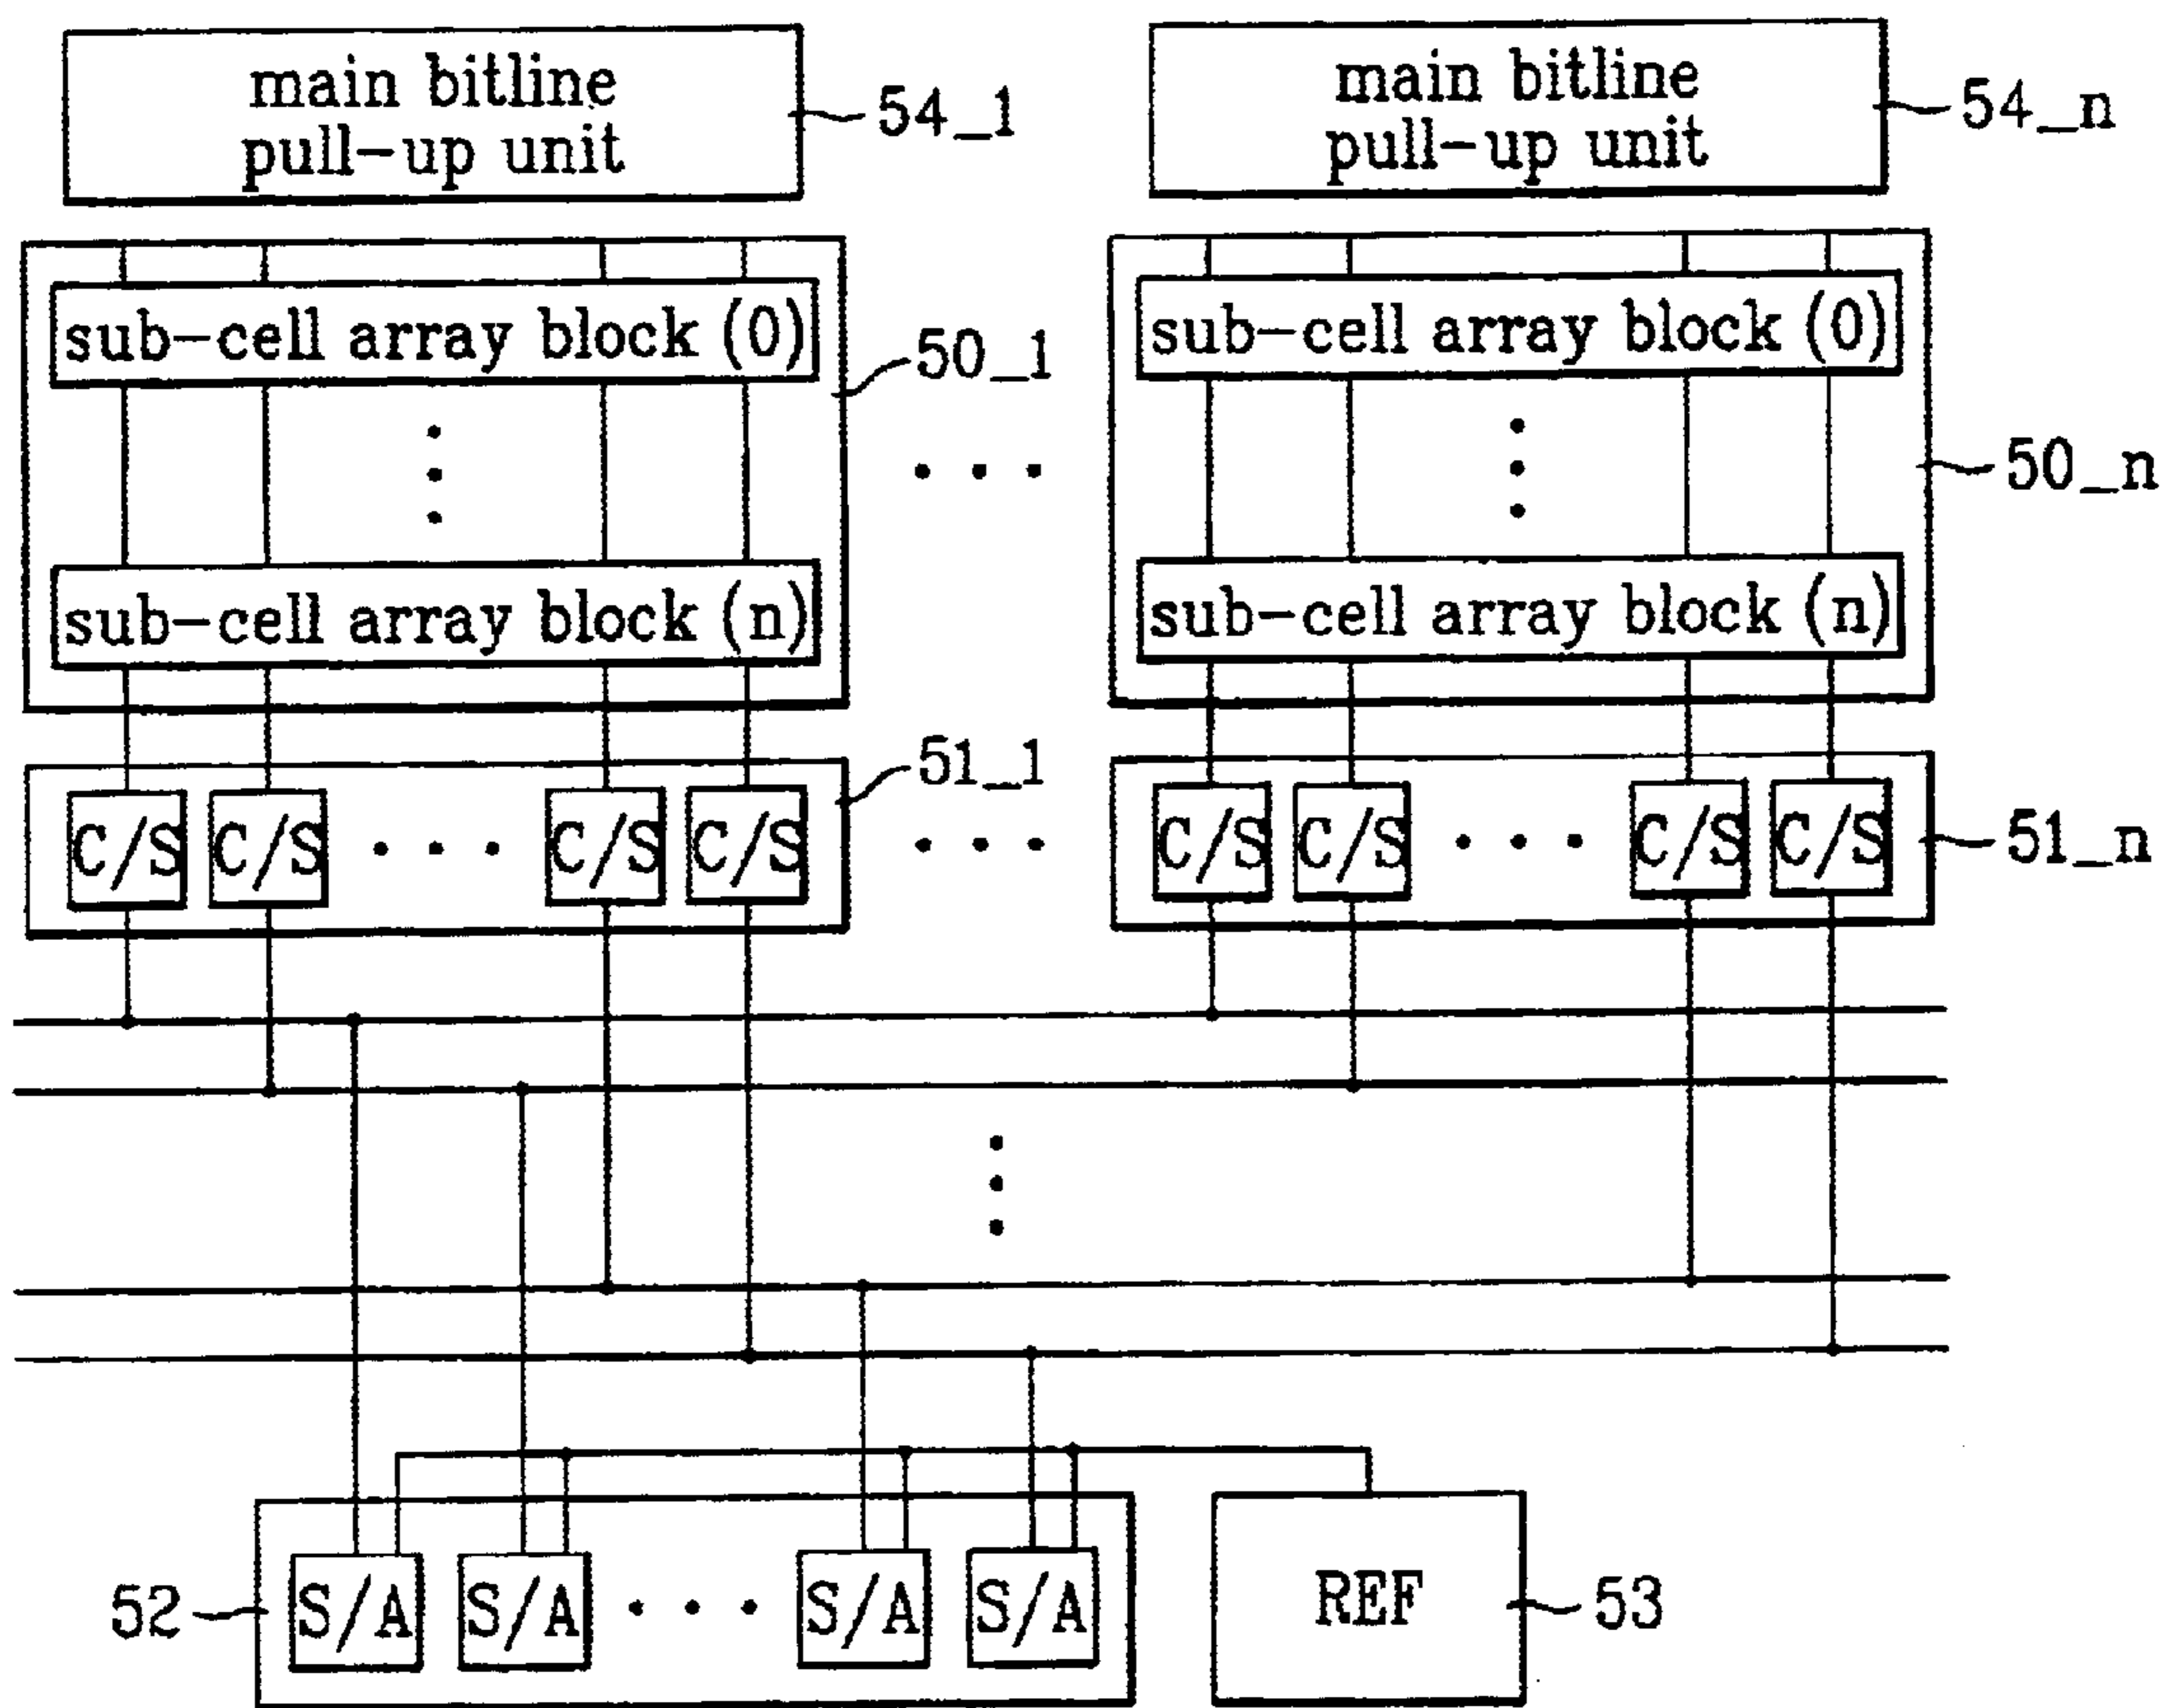 main bitline
pull-up unit
54_1
main bitline
pull-up unit
54_n
sub-cell array block (0)
50_1
sub-cell array block (0)
50_n
sub-cell array block (n)
sub-cell array block (n)
51_1
C/S C/S ... C/S C/S
...
C/S C/S ... C/S C/S
51_n
52
S/A S/A ... S/A S/A
REF
53